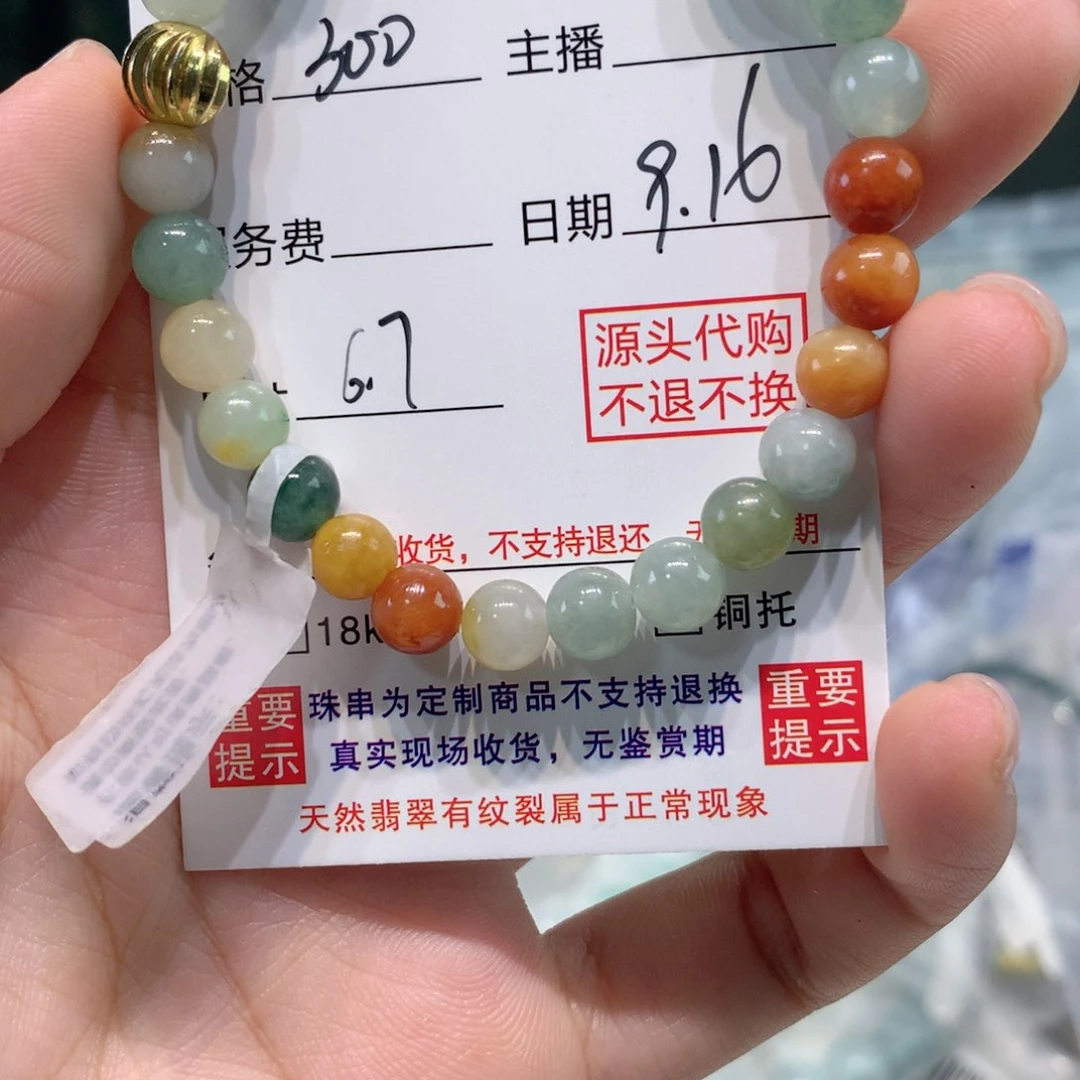 格 300 主播
务费 日期 9.16
6.7
源头代购
不退不换
收货，不支持退还 期
18K 铜托
重要
提示
珠串为定制商品不支持退换
真实现场收货，无鉴赏期
重要
提示
天然翡翠有纹裂属于正常现象